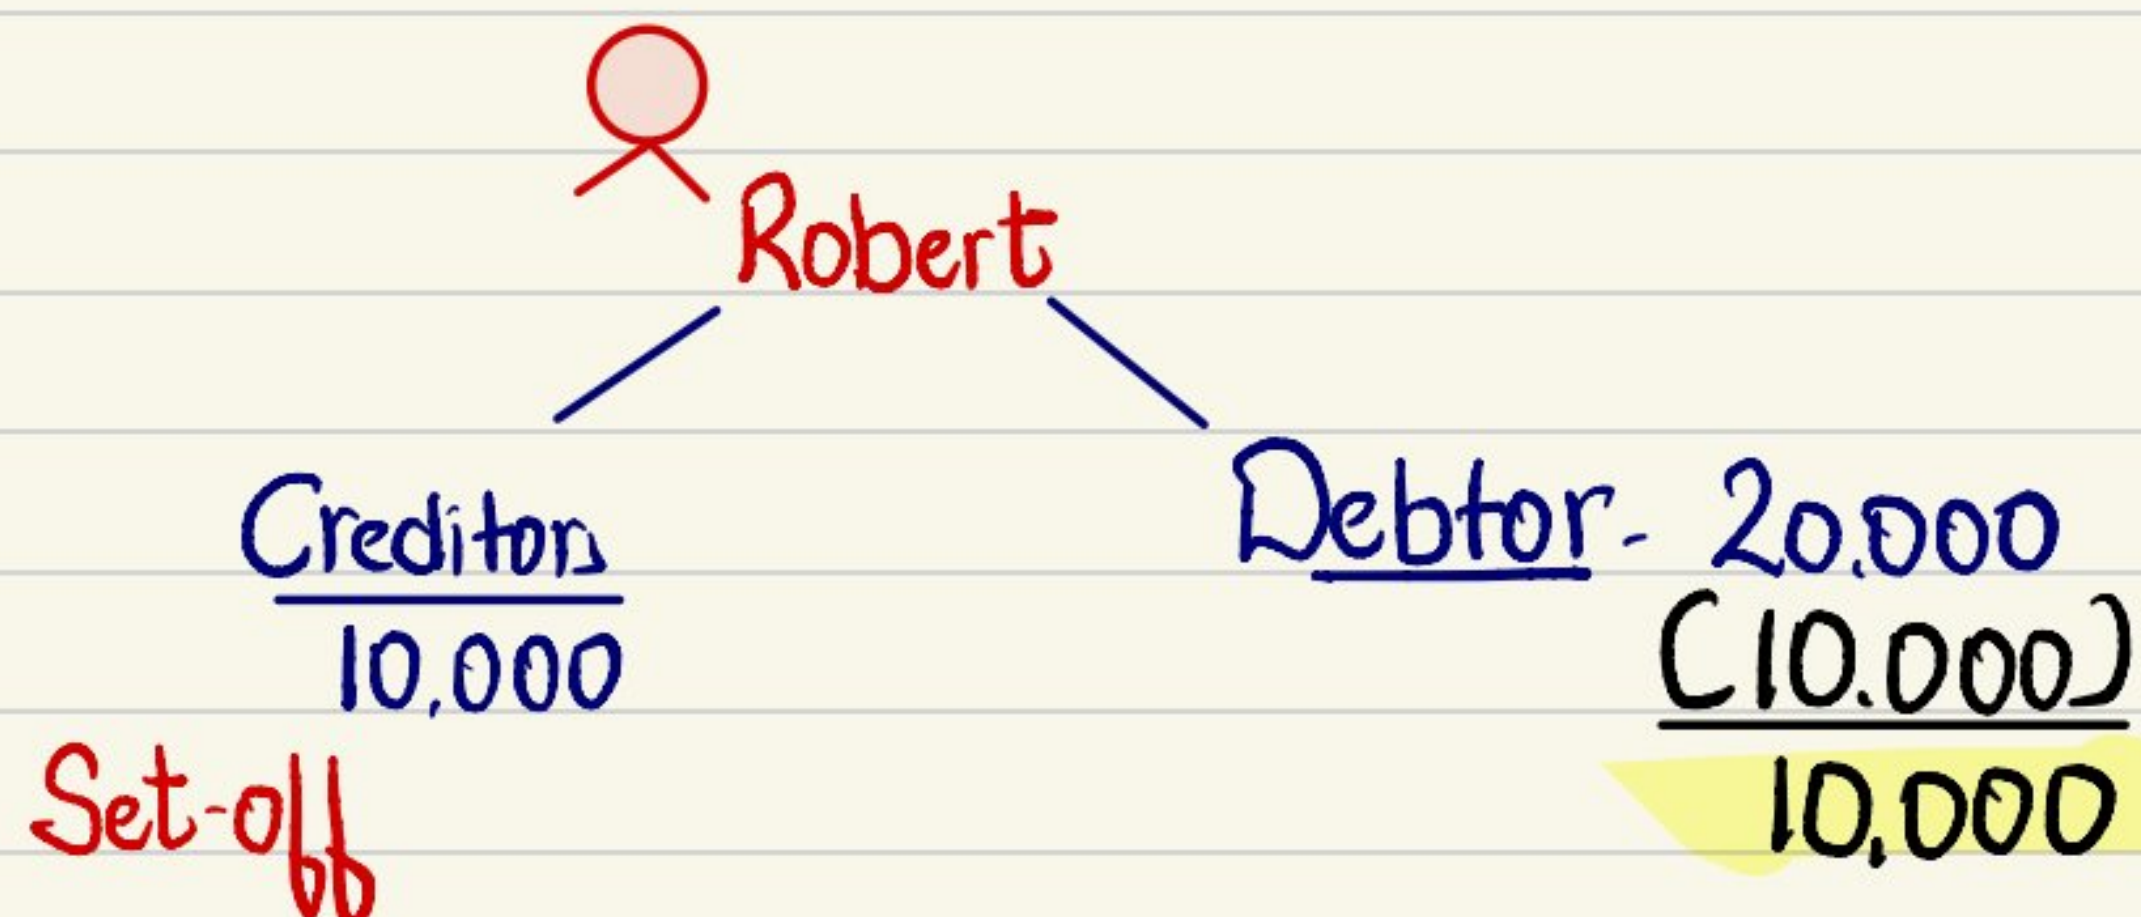 Robert
Creditors
Debtor - 20,000
10,000
(10.000)
Set-off
10,000